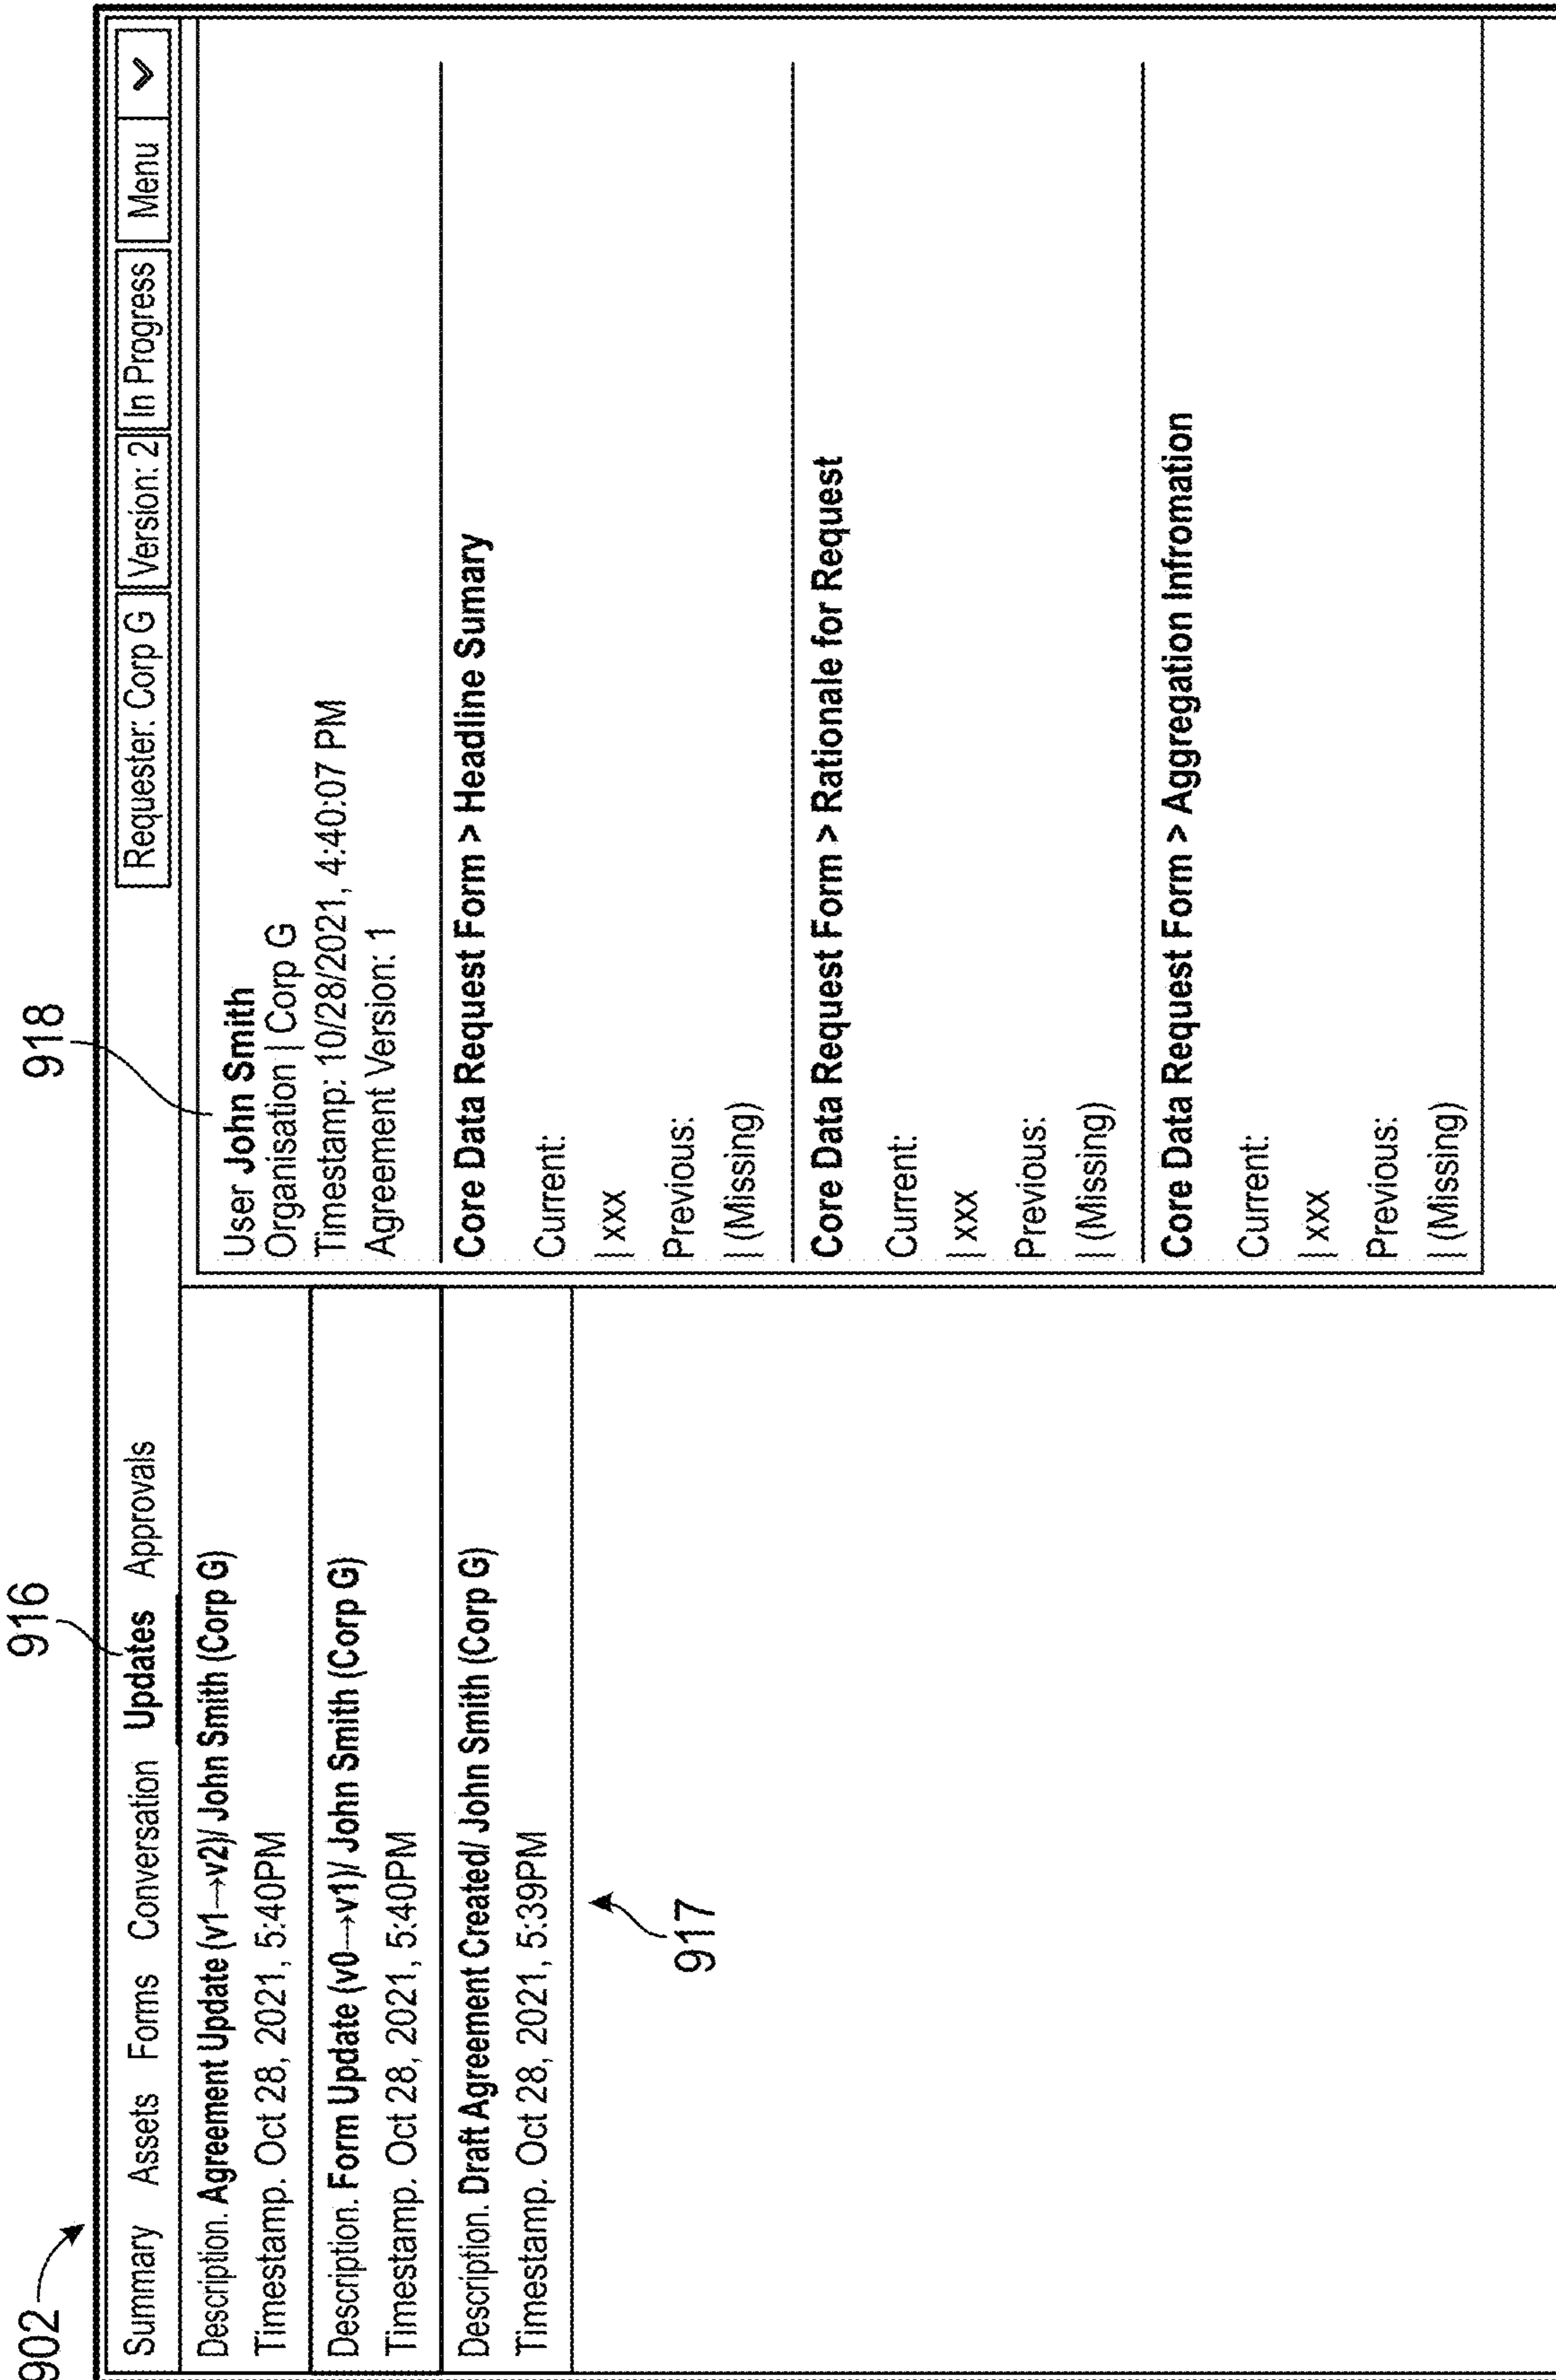 902
916
918
Summary Assets Forms Conversation Updates Approvals
Requester: Corp G Version: 2 In Progress Menu
Description. Agreement Update (v1→v2)/ John Smith (Corp G)
Timestamp. Oct 28, 2021, 5:40PM
Description. Form Update (v0→v1)/ John Smith (Corp G)
Timestamp. Oct 28, 2021, 5:40PM
Description. Draft Agreement Created/ John Smith (Corp G)
Timestamp. Oct 28, 2021, 5:39PM
917
User John Smith
Organisation | Corp G
Timestamp: 10/28/2021, 4:40:07 PM
Agreement Version: 1
Core Data Request Form > Headline Sumary
Current:
| xxx
Previous:
| (Missing)
Core Data Request Form > Rationale for Request
Current:
| xxx
Previous:
| (Missing)
Core Data Request Form > Aggregation Infromation
Current:
| xxx
Previous:
| (Missing)